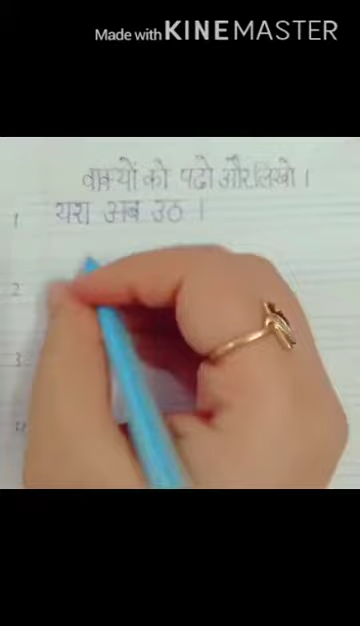 Made with KINEMASTER
वाक्यों को पढो और लिखो ।
1 यश अब उठ ।
2
3